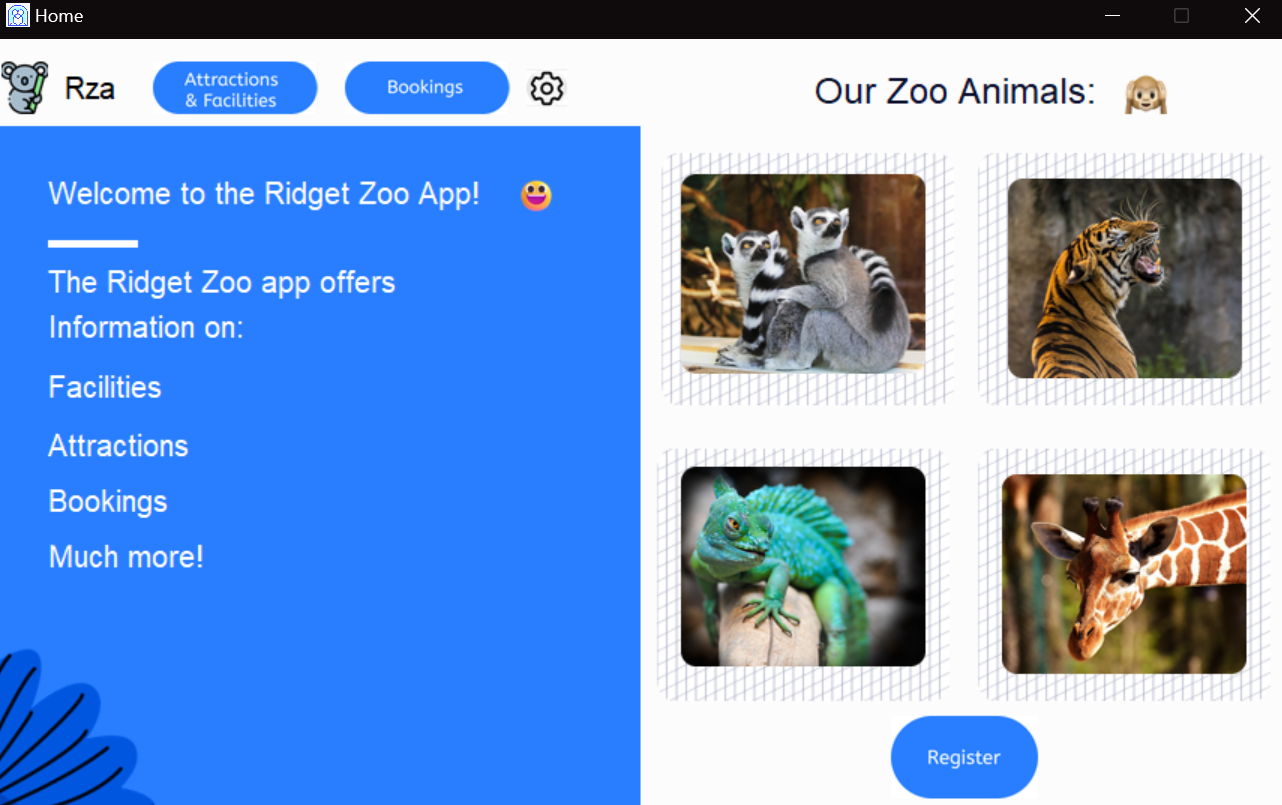 Home
Rza
Attractions
& Facilities
Bookings
Our Zoo Animals:
Welcome to the Ridget Zoo App!
The Ridget Zoo app offers
Information on:
Facilities
Attractions
Bookings
Much more!
Register